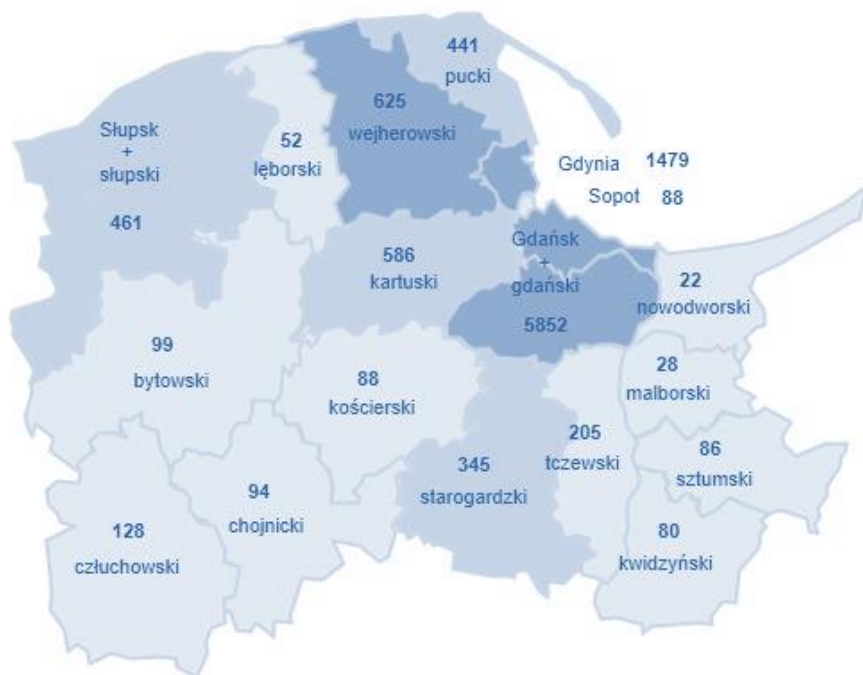 441
pucki
625
wejherowski
Słupsk
+
słupski
461
52
lęborski
Gdynia 1479
Sopot 88
586
kartuski
Gdańsk
+
gdański
5852
22
nowodworski
99
bytowski
88
kościerski
28
malborski
205
tczewski
86
sztumski
345
starogardzki
94
chojnicki
128
człuchowski
80
kwidzyński